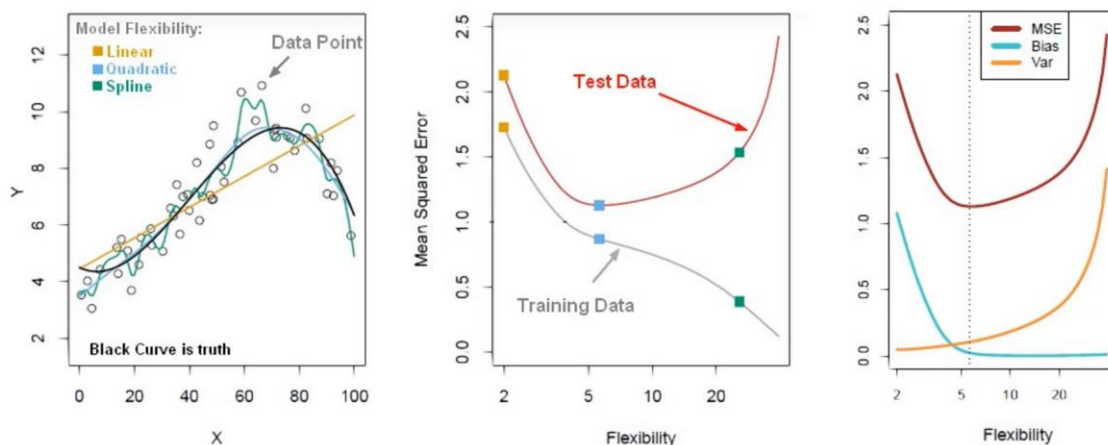 Model Flexibility:
Linear
Quadratic
Spline
Data Point
12
10
8
6
4
2
Y
Black Curve is truth
0 20 40 60 80 100
X
Mean Squared Error
2.5
2.0
1.5
1.0
0.5
0.0
Test Data
Training Data
2 5 10 20
Flexibility
2.5
2.0
1.5
1.0
0.5
0.0
MSE
Bias
Var
2 5 10 20
Flexibility